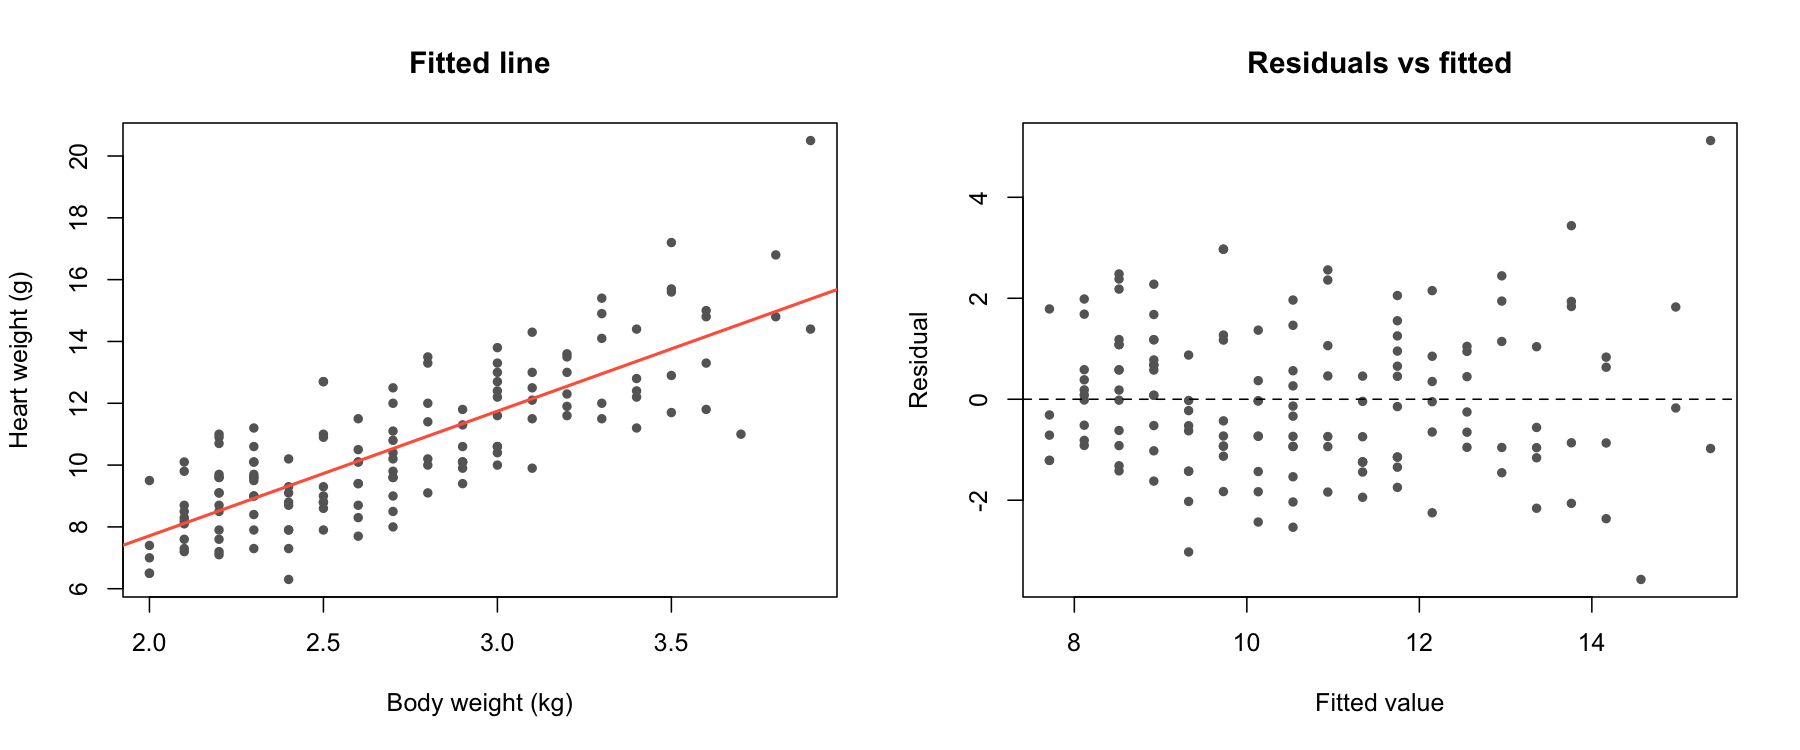 Fitted line
20
18
16
14
12
10
8
6
Heart weight (g)
2.0 2.5 3.0 3.5
Body weight (kg)
Residuals vs fitted
4
2
0
-2
Residual
8 10 12 14
Fitted value